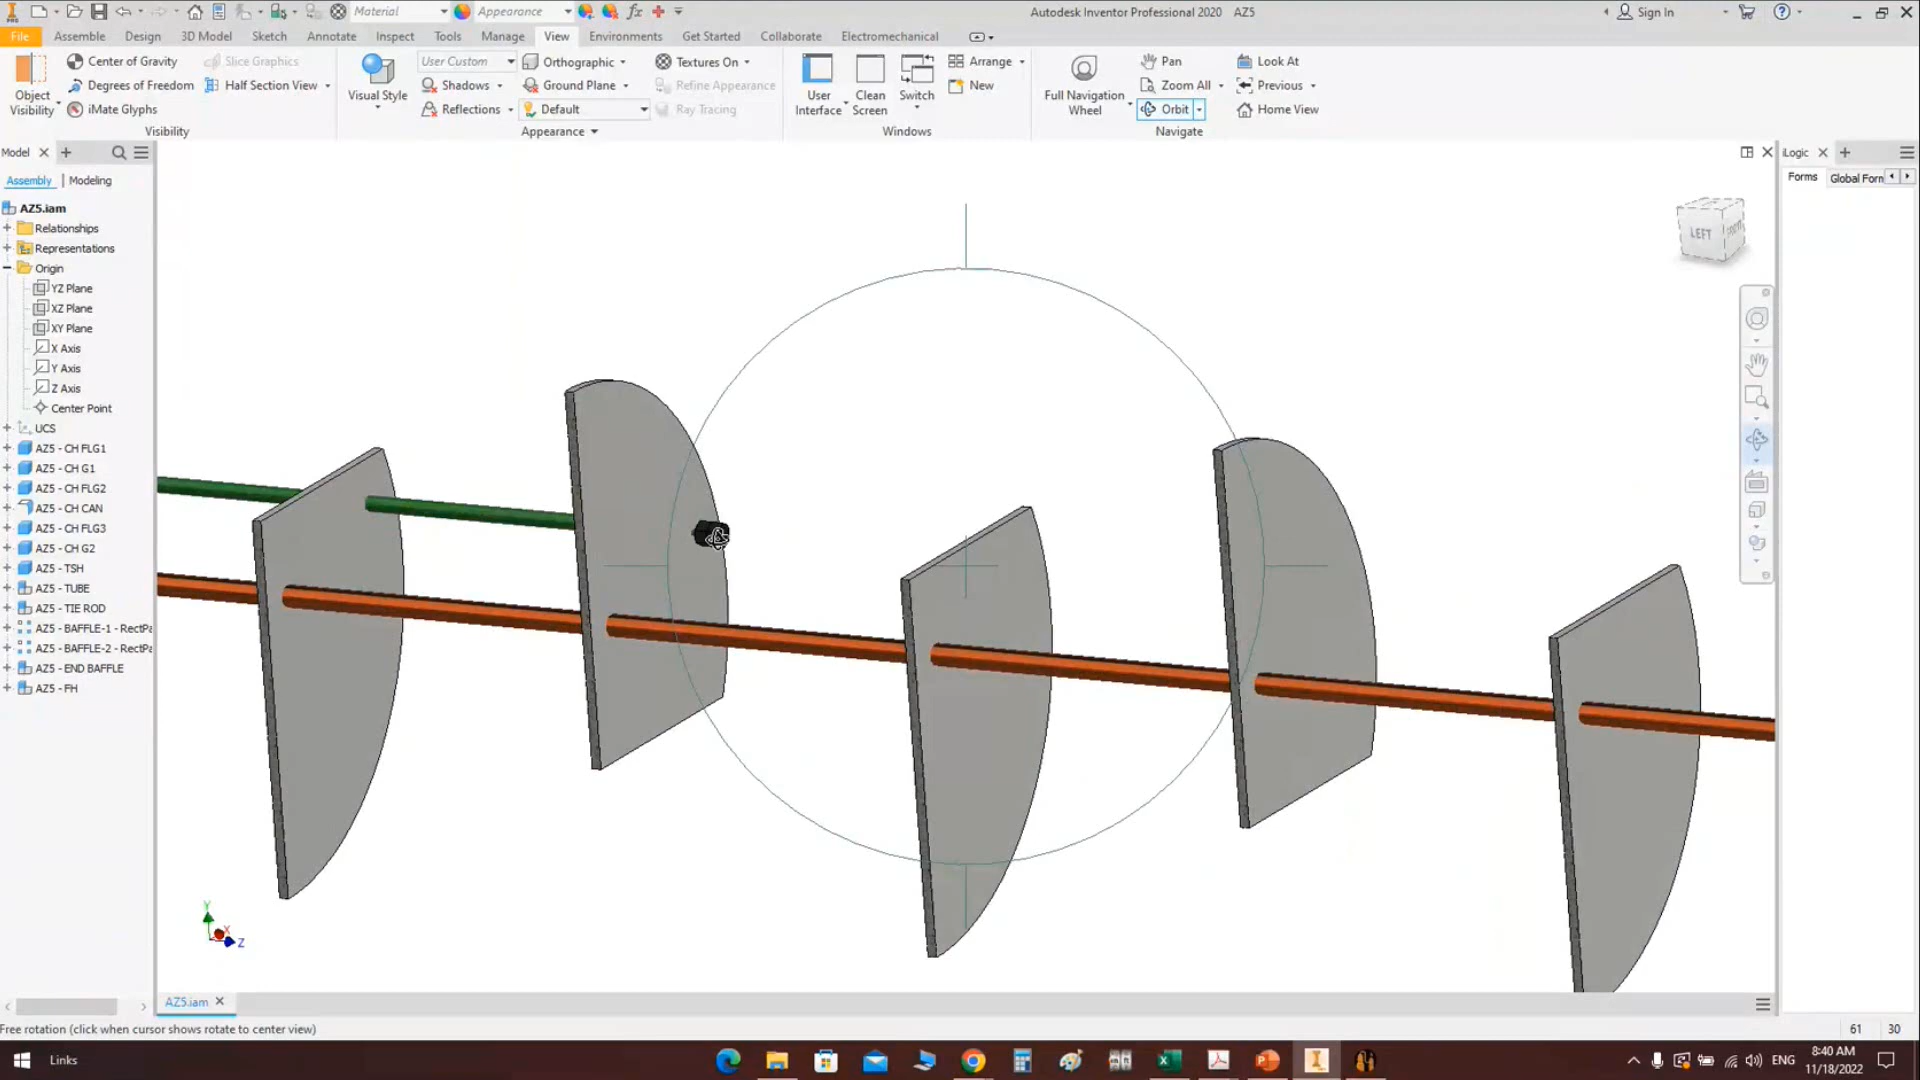 Material
Appearance
fx
Autodesk Inventor Professional 2020 AZ5
Sign In
File Assemble Design 3D Model Sketch Annotate Inspect Tools Manage View Environments Get Started Collaborate Electromechanical
Object Visibility
Center of Gravity
Degrees of Freedom
iMate Glyphs
Slice Graphics
Half Section View
Visibility
Visual Style
User Custom
Shadows
Reflections
Orthographic
Ground Plane
Default
Textures On
Refine Appearance
Ray Tracing
Appearance
User Interface
Clean Screen
Switch
Arrange
New
Windows
Full Navigation Wheel
Pan
Zoom All
Orbit
Look At
Previous
Home View
Navigate
Model
Assembly | Modeling
AZ5.iam
Relationships
Representations
Origin
YZ Plane
XZ Plane
XY Plane
X Axis
Y Axis
Z Axis
Center Point
UCS
AZ5 - CH FLG1
AZ5 - CH G1
AZ5 - CH FLG2
AZ5 - CH CAN
AZ5 - CH FLG3
AZ5 - CH G2
AZ5 - TSH
AZ5 - TUBE
AZ5 - TIE ROD
AZ5 - BAFFLE-1 - RectPa
AZ5 - BAFFLE-2 - RectPa
AZ5 - END BAFFLE
AZ5 - FH
iLogic
Forms Global Forn
LEFT
Y
X
Z
AZ5.iam
Free rotation (click when cursor shows rotate to center view)
61 30
Links
ENG
8:40 AM
11/18/2022